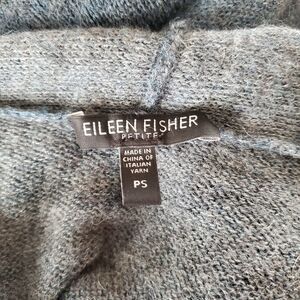 EILEEN FISHER
PETITE
MADE IN
CHINA OF
ITALIAN
YARN
PS